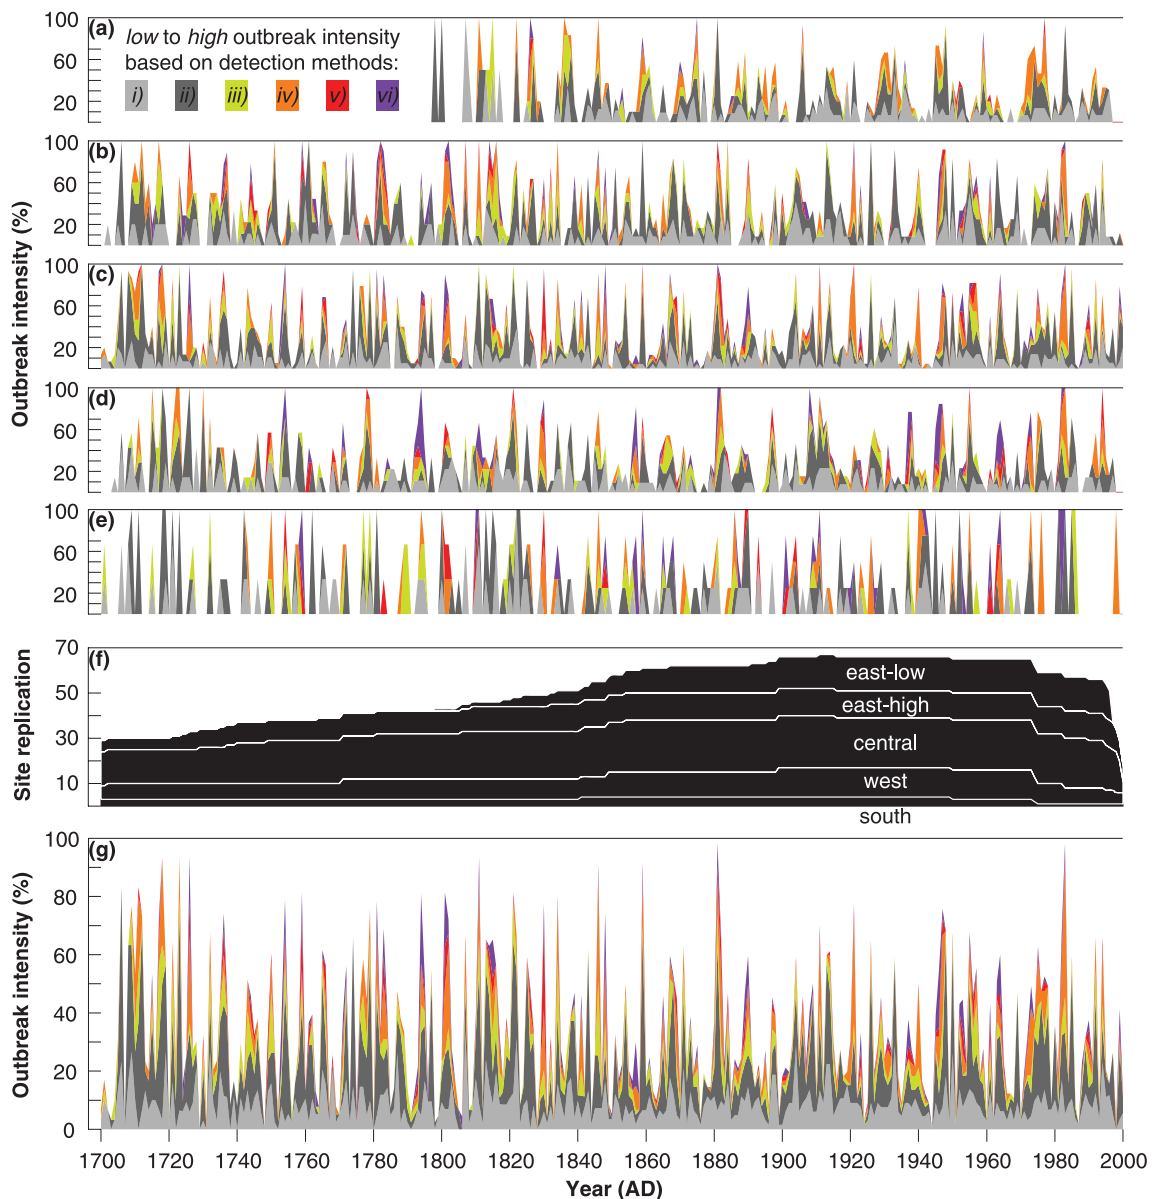 (a)
low to high outbreak intensity
based on detection methods:
i) ii) iii) iv) v) vi)
100
60
20
(b)
100
60
20
(c)
100
60
20
(d)
100
60
20
(e)
100
60
20
Outbreak intensity (%)
(f)
70
50
30
10
Site replication
east-low
east-high
central
west
south
(g)
100
80
60
40
20
0
Outbreak intensity (%)
1700 1720 1740 1760 1780 1800 1820 1840 1860 1880 1900 1920 1940 1960 1980 2000
Year (AD)